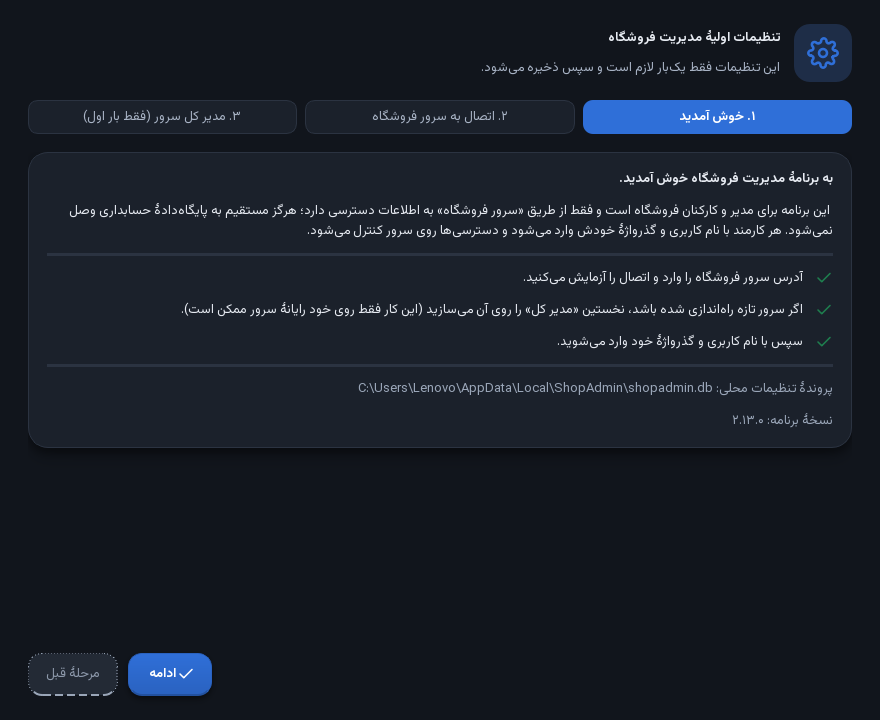 تنظیمات اولیهٔ مدیریت فروشگاه
این تنظیمات فقط یک‌بار لازم است و سپس ذخیره می‌شود.
۱. خوش آمدید
۲. اتصال به سرور فروشگاه
۳. مدیر کل سرور (فقط بار اول)
به برنامهٔ مدیریت فروشگاه خوش آمدید.
این برنامه برای مدیر و کارکنان فروشگاه است و فقط از طریق «سرور فروشگاه» به اطلاعات دسترسی دارد؛ هرگز مستقیم به پایگاه‌دادهٔ حسابداری وصل
نمی‌شود. هر کارمند با نام کاربری و گذرواژهٔ خودش وارد می‌شود و دسترسی‌ها روی سرور کنترل می‌شود.
آدرس سرور فروشگاه را وارد و اتصال را آزمایش می‌کنید.
اگر سرور تازه راه‌اندازی شده باشد، نخستین «مدیر کل» را روی آن می‌سازید (این کار فقط روی خود رایانهٔ سرور ممکن است).
سپس با نام کاربری و گذرواژهٔ خود وارد می‌شوید.
پروندهٔ تنظیمات محلی: C:\Users\Lenovo\AppData\Local\ShopAdmin\shopadmin.db
نسخهٔ برنامه: ۲.۱۳.۰
ادامه
مرحلهٔ قبل